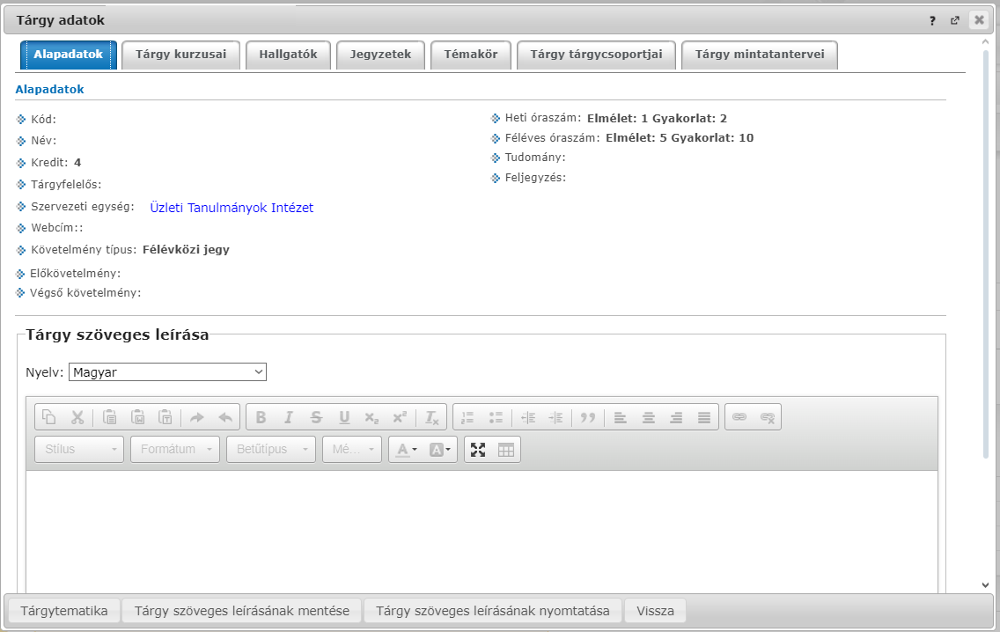 Tárgy adatok
?
Alapadatok
Tárgy kurzusai
Hallgatók
Jegyzetek
Témakör
Tárgy tárgycsoportjai
Tárgy mintatantervei
Alapadatok
Kód:
Név:
Kredit: 4
Tárgyfelelős:
Szervezeti egység: Üzleti Tanulmányok Intézet
Webcím::
Követelmény típus: Félévközi jegy
Előkövetelmény:
Végső követelmény:
Heti óraszám: Elmélet: 1 Gyakorlat: 2
Féléves óraszám: Elmélet: 5 Gyakorlat: 10
Tudomány:
Feljegyzés:
Tárgy szöveges leírása
Nyelv: Magyar
B I S U x₂ x² Tx
Stílus Formátum Betűtípus Mé... A A
Tárgytematika
Tárgy szöveges leírásának mentése
Tárgy szöveges leírásának nyomtatása
Vissza